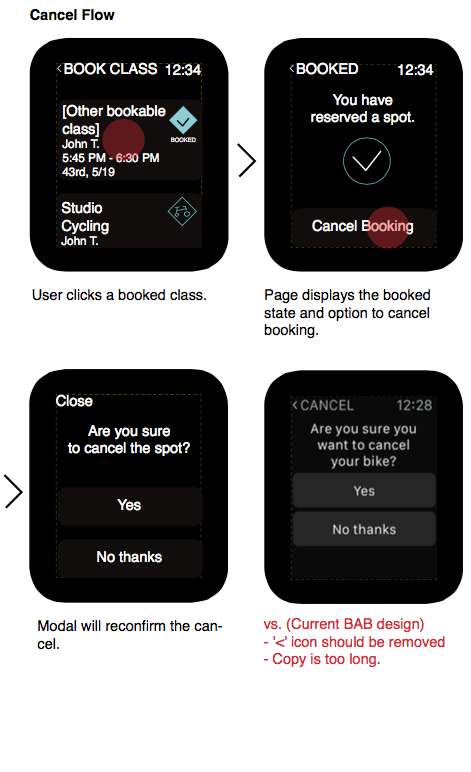 Cancel Flow
<BOOK CLASS 12:34
[Other bookable
class]
John T.
5:45 PM - 6:30 PM
43rd, 5/19
BOOKED
Studio
Cycling
John T.
User clicks a booked class.
<BOOKED 12:34
You have
reserved a spot.
Cancel Booking
Page displays the booked
state and option to cancel
booking.
Close
Are you sure
to cancel the spot?
Yes
No thanks
Modal will reconfirm the can-
cel.
< CANCEL 12:28
Are you sure you
want to cancel
your bike?
Yes
No thanks
vs. (Current BAB design)
- '<' icon should be removed
- Copy is too long.